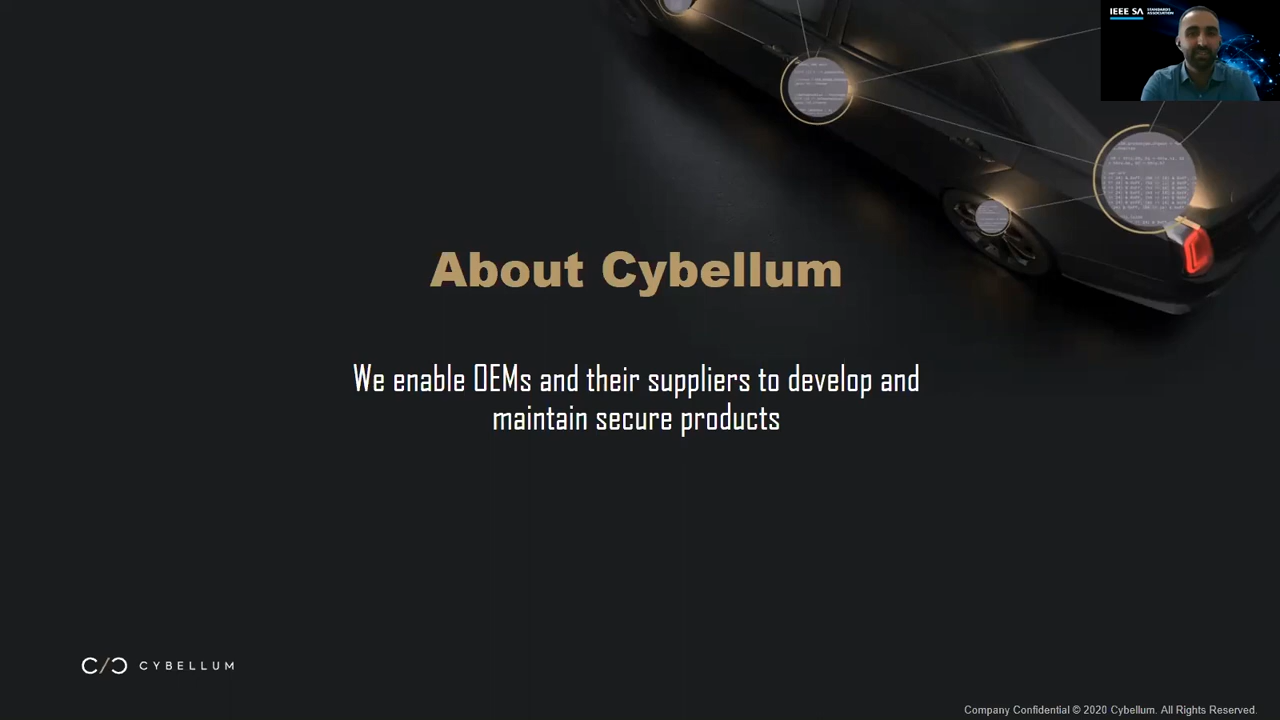 IEEE SA
STANDARDS
ASSOCIATION
About Cybellum
We enable OEMs and their suppliers to develop and
maintain secure products
C/C CYBELLUM
Company Confidential © 2020 Cybellum. All Rights Reserved.